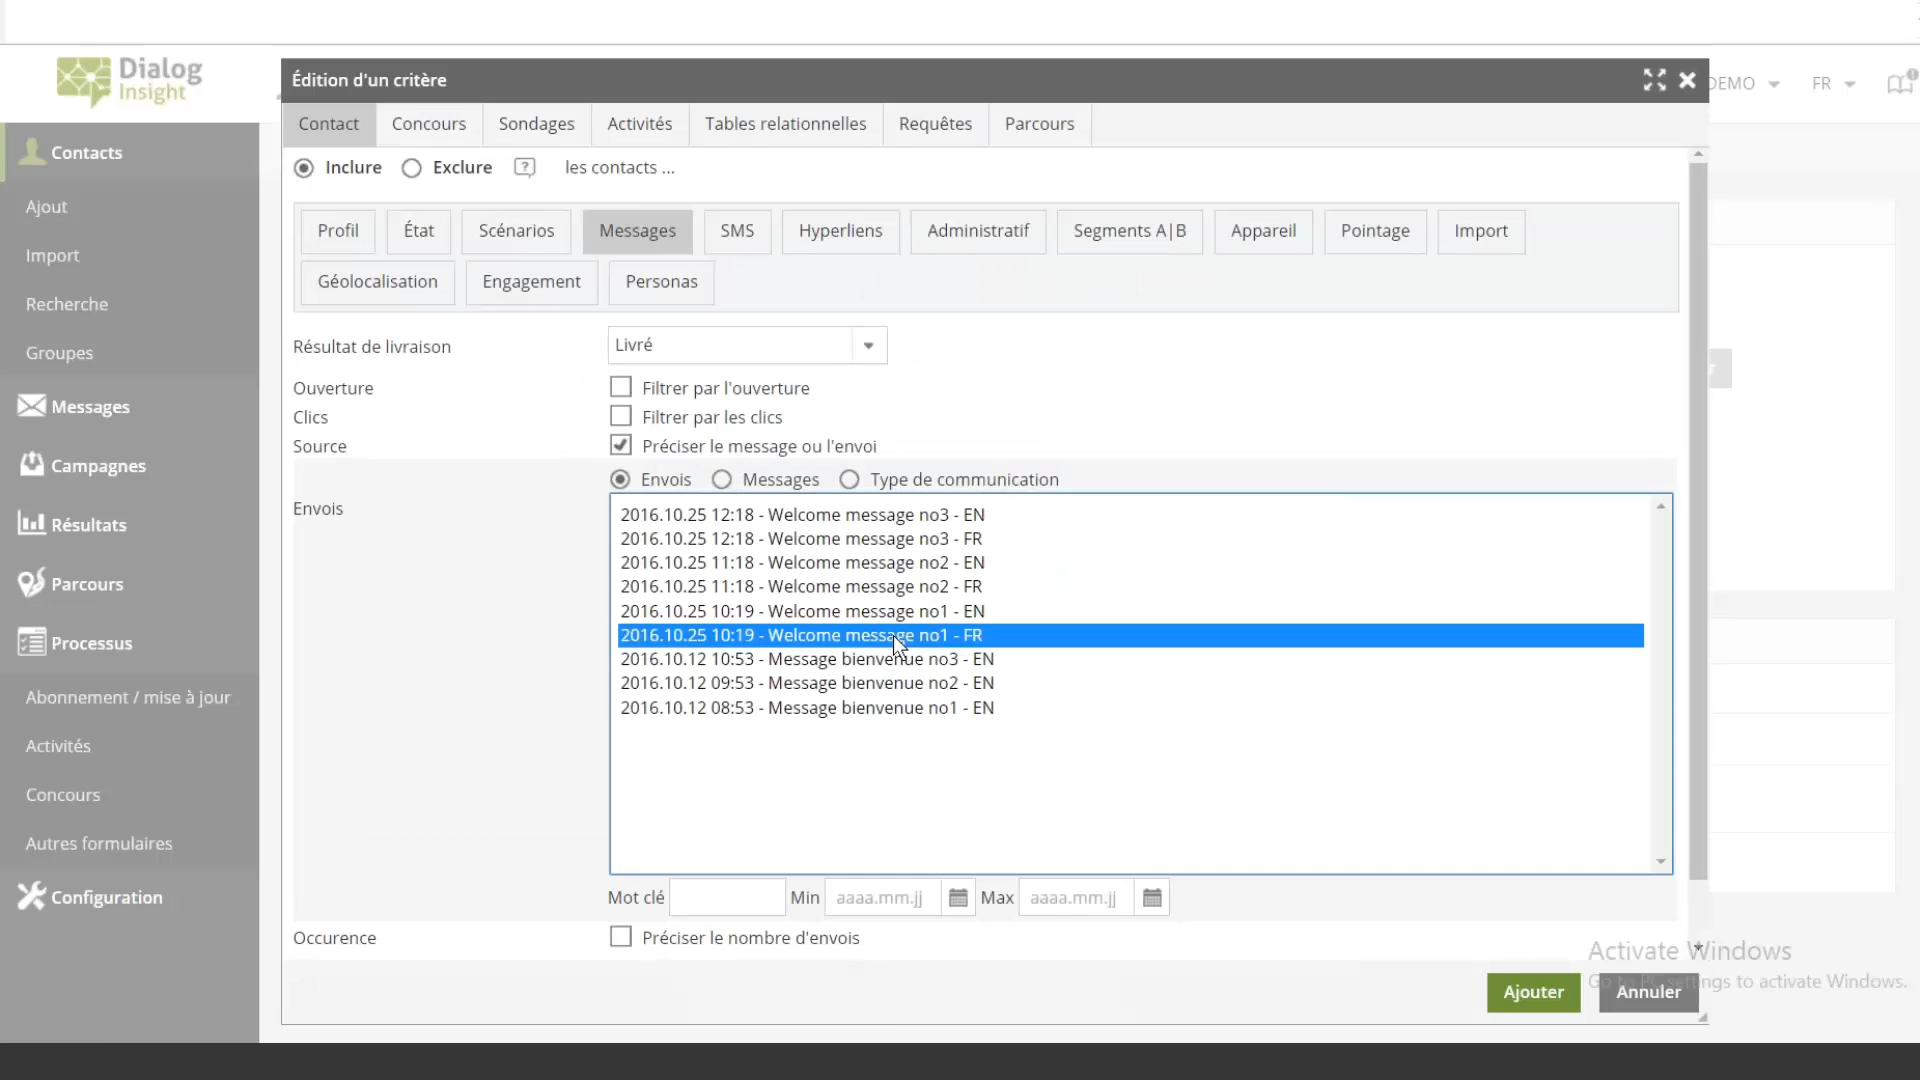 Dialog
Insight
Édition d'un critère
DEMO
FR
Contact
Concours
Sondages
Activités
Tables relationnelles
Requêtes
Parcours
Inclure
Exclure
?
les contacts ...
Profil
État
Scénarios
Messages
SMS
Hyperliens
Administratif
Segments A|B
Appareil
Pointage
Import
Géolocalisation
Engagement
Personas
Résultat de livraison
Livré
Ouverture
Filtrer par l'ouverture
Clics
Filtrer par les clics
Source
Préciser le message ou l'envoi
Envois
Messages
Type de communication
Envois
2016.10.25 12:18 - Welcome message no3 - EN
2016.10.25 12:18 - Welcome message no3 - FR
2016.10.25 11:18 - Welcome message no2 - EN
2016.10.25 11:18 - Welcome message no2 - FR
2016.10.25 10:19 - Welcome message no1 - EN
2016.10.25 10:19 - Welcome message no1 - FR
2016.10.12 10:53 - Message bienvenue no3 - EN
2016.10.12 09:53 - Message bienvenue no2 - EN
2016.10.12 08:53 - Message bienvenue no1 - EN
Mot clé
Min
aaaa.mm.jj
Max
aaaa.mm.jj
Occurence
Préciser le nombre d'envois
Ajouter
Annuler
Activate Windows
Go to PC settings to activate Windows.
Contacts
Ajout
Import
Recherche
Groupes
Messages
Campagnes
Résultats
Parcours
Processus
Abonnement / mise à jour
Activités
Concours
Autres formulaires
Configuration